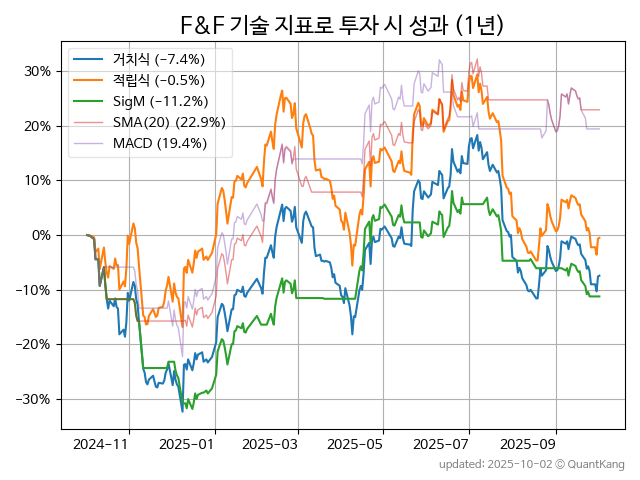 F&F 기술 지표로 투자 시 성과 (1년)
거치식 (−7.4%)
적립식 (−0.5%)
SigM (−11.2%)
SMA(20) (22.9%)
MACD (19.4%)
30%
20%
10%
0%
−10%
−20%
−30%
2024-11 2025-01 2025-03 2025-05 2025-07 2025-09
updated: 2025-10-02 © QuantKang